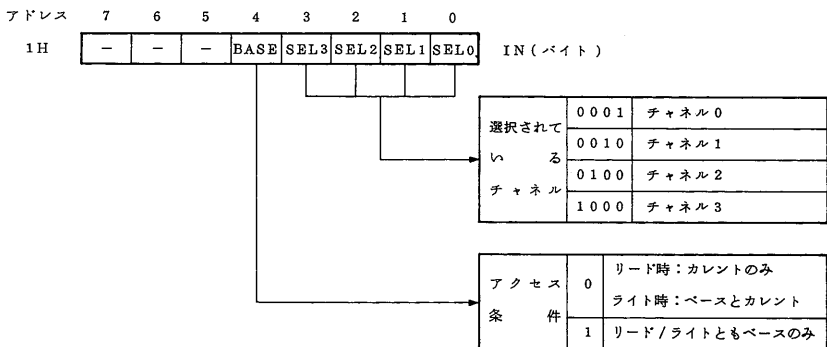 アドレス 7 6 5 4 3 2 1 0
1H － － － BASE SEL3 SEL2 SEL1 SEL0 IN(バイト)
選択されて
いる
チャネル
0001 チャネル0
0010 チャネル1
0100 チャネル2
1000 チャネル3
アクセス
条件
0 リード時：カレントのみ
ライト時：ベースとカレント
1 リード/ライトともベースのみ